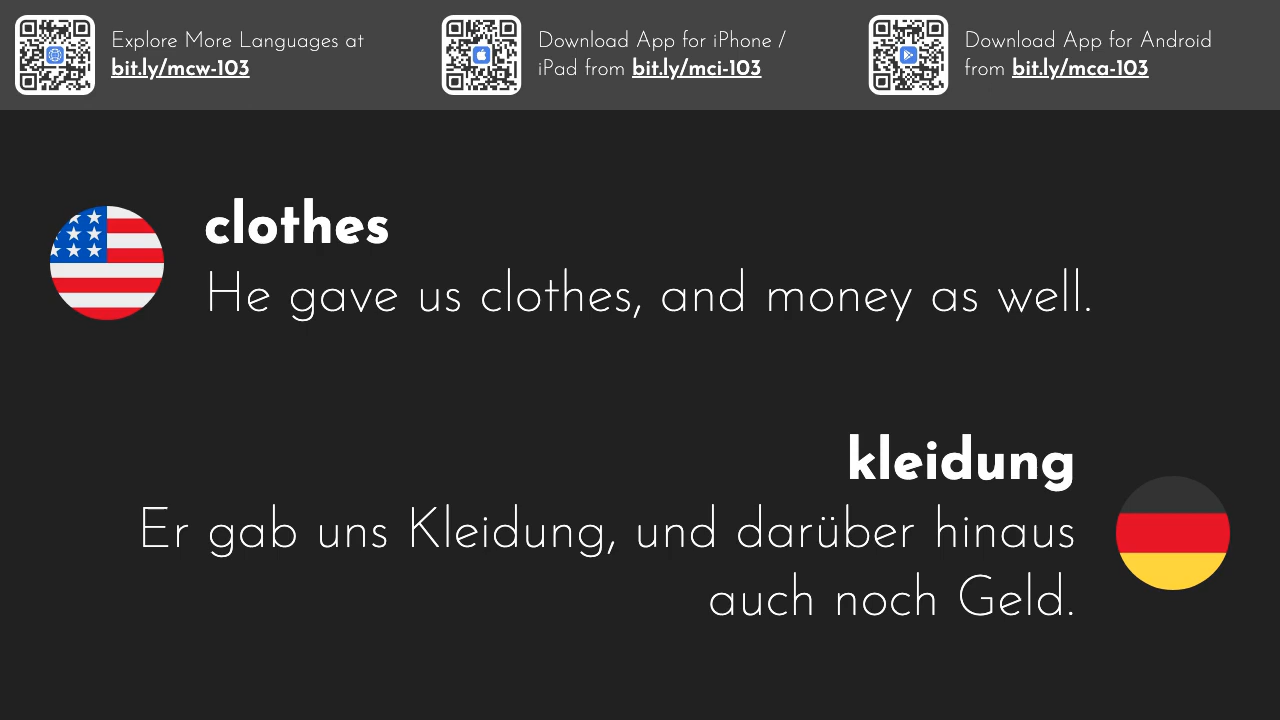 Explore More Languages at
bit.ly/mcw-103
Download App for iPhone /
iPad from bit.ly/mci-103
Download App for Android
from bit.ly/mca-103
clothes
He gave us clothes, and money as well.
kleidung
Er gab uns Kleidung, und darüber hinaus
auch noch Geld.